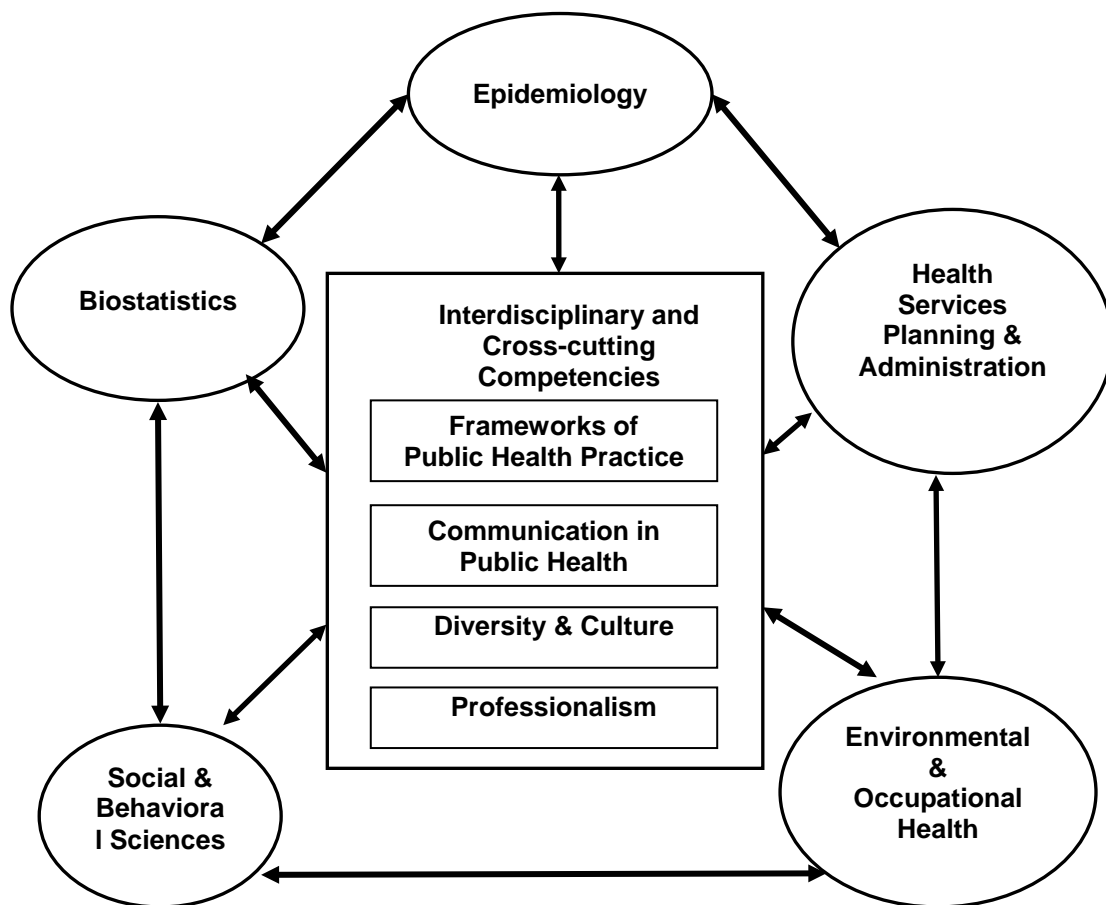 Epidemiology
Biostatistics
Health
Services
Planning &
Administration
Interdisciplinary and
Cross-cutting
Competencies
Frameworks of
Public Health Practice
Communication in
Public Health
Diversity & Culture
Professionalism
Social &
Behaviora
l Sciences
Environmental
&
Occupational
Health